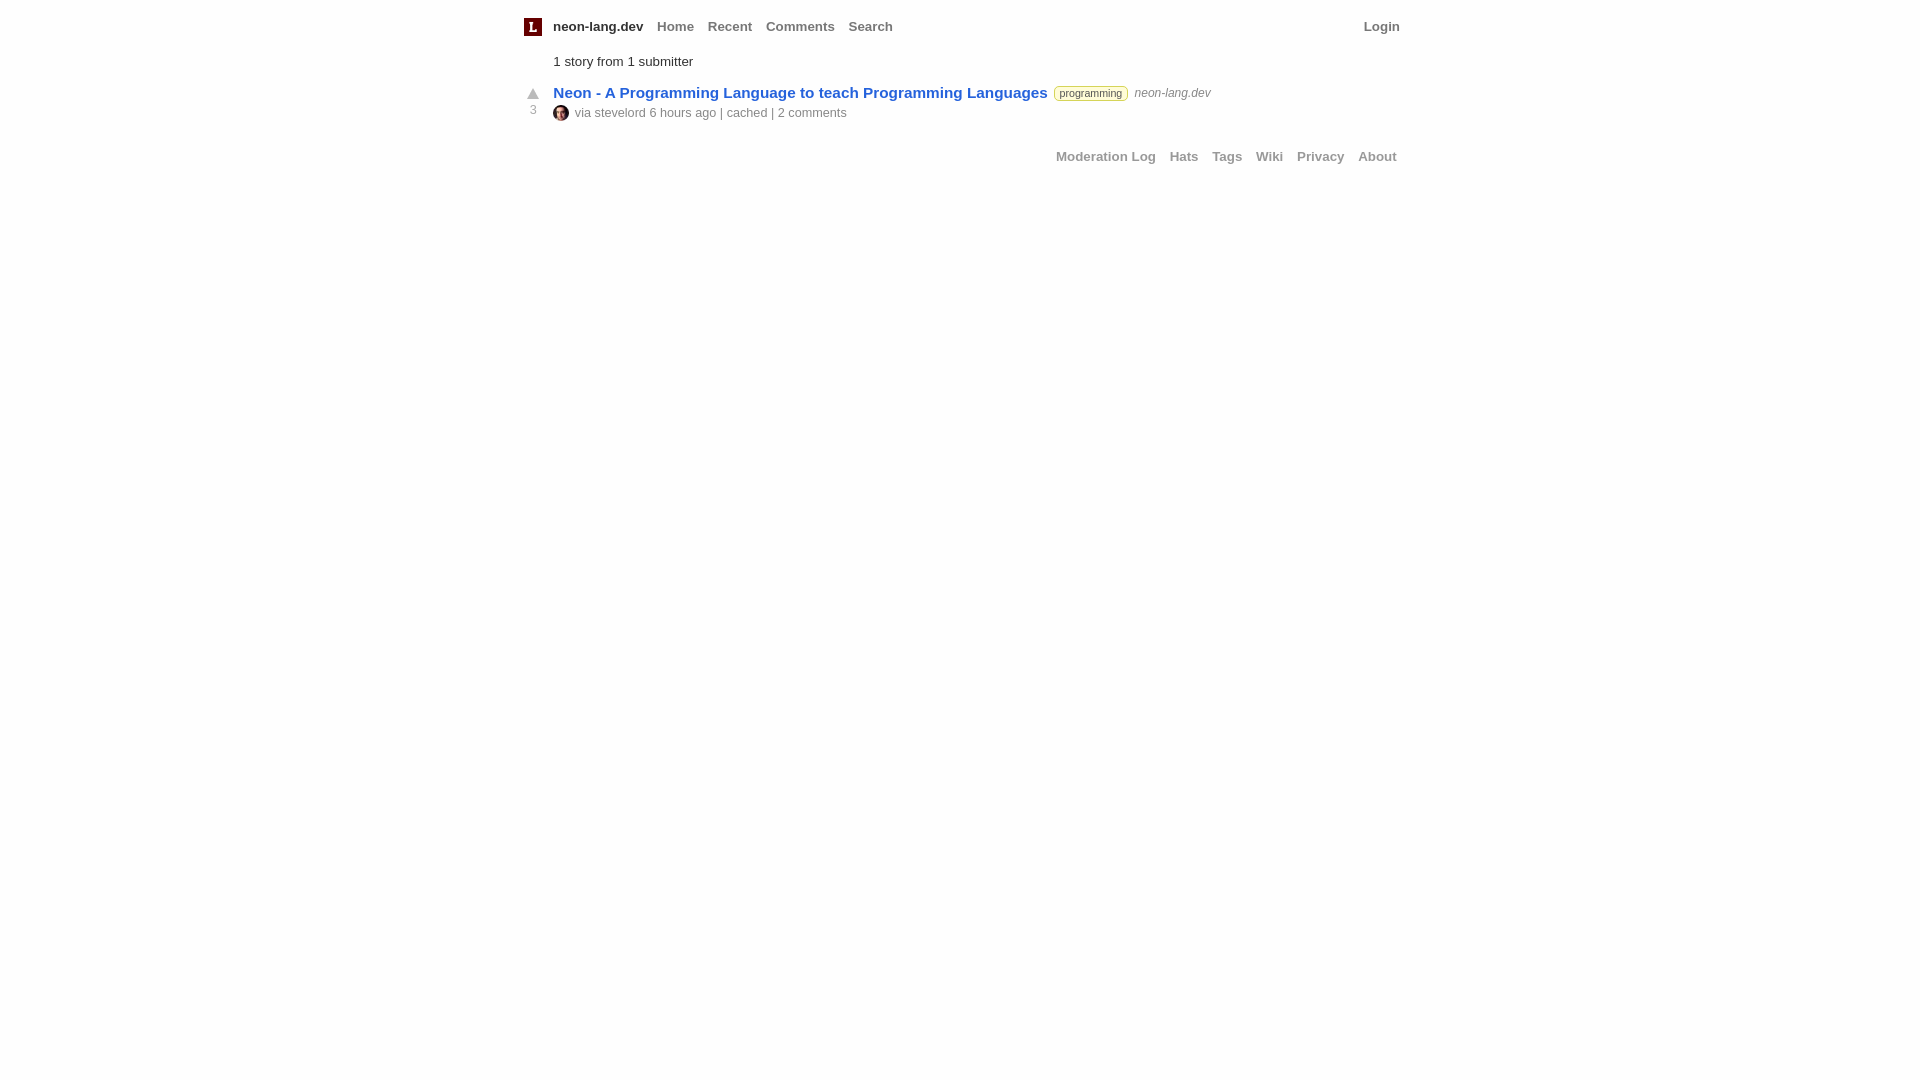 L neon-lang.dev Home Recent Comments Search Login
1 story from 1 submitter
Neon - A Programming Language to teach Programming Languages programming neon-lang.dev
3 via stevelord 6 hours ago | cached | 2 comments
Moderation Log Hats Tags Wiki Privacy About